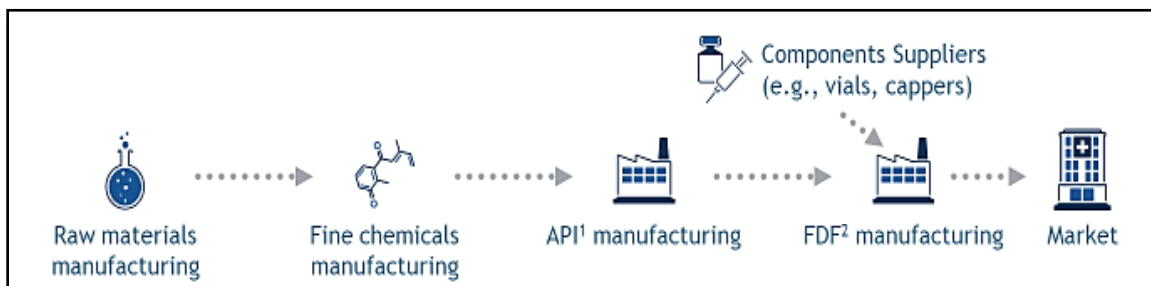 Components Suppliers
(e.g., vials, cappers)
Raw materials
manufacturing
Fine chemicals
manufacturing
API¹ manufacturing
FDF² manufacturing
Market